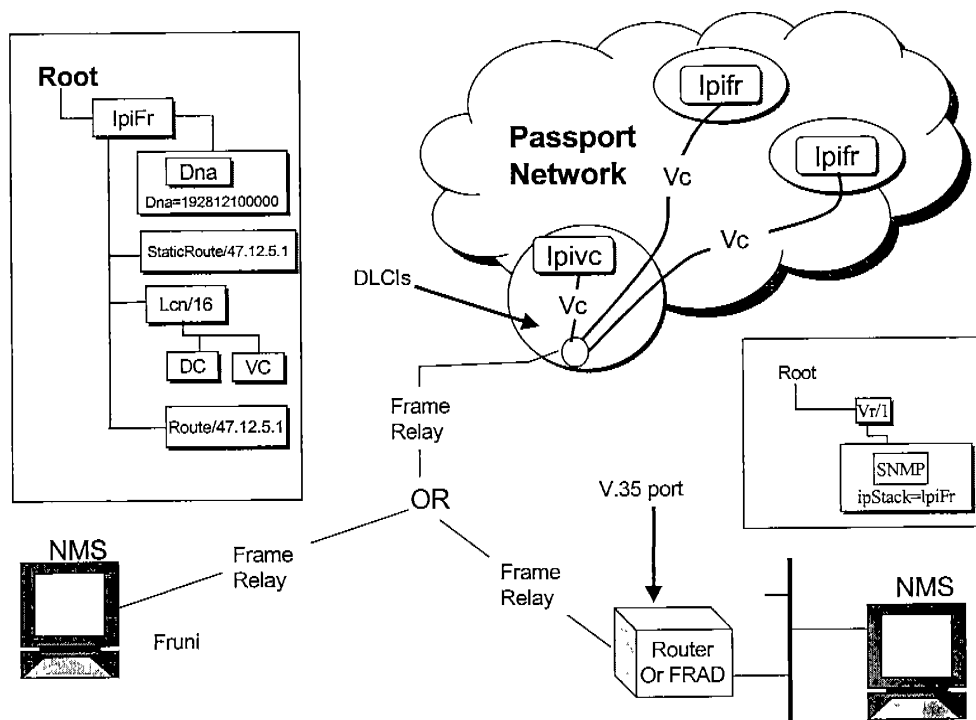 Root
IpiFr
Dna
Dna=192812100000
StaticRoute/47.12.5.1
Lcn/16
DC
VC
Route/47.12.5.1
Passport
Network
Ipifr
Ipifr
Vc
Vc
Ipivc
Vc
DLCIs
Frame
Relay
OR
Root
Vr/1
SNMP
ipStack=IpiFr
V.35 port
NMS
Frame
Relay
Fruni
Frame
Relay
Router
Or FRAD
NMS